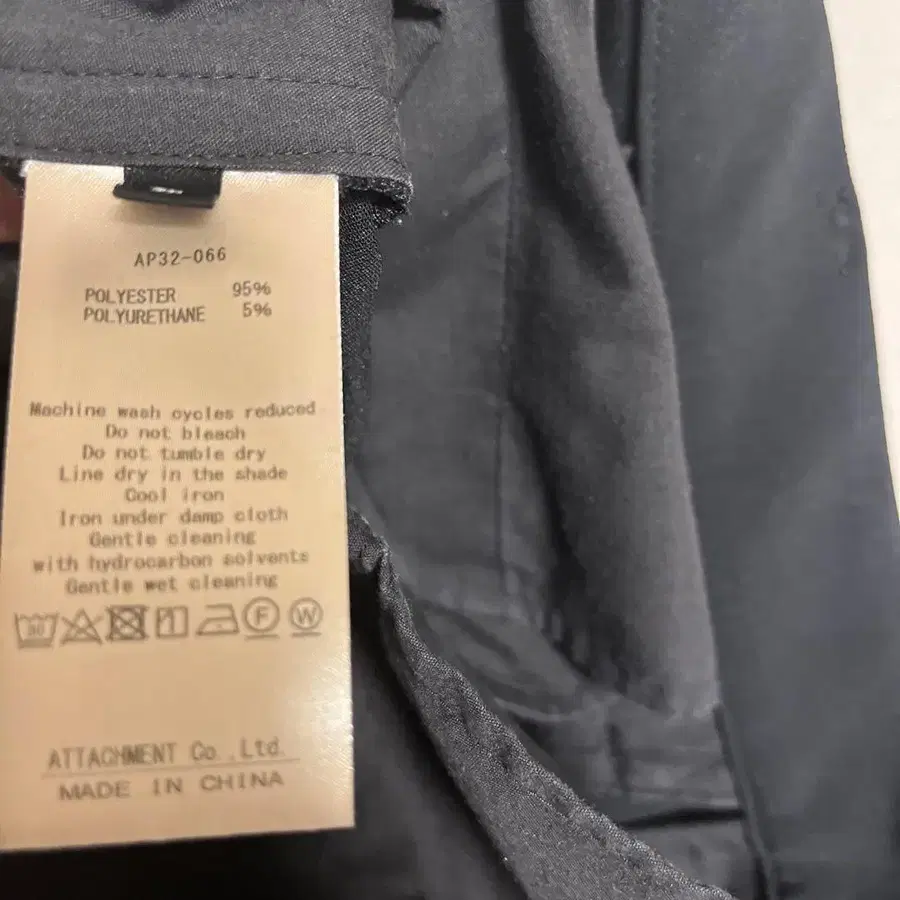 AP32-066
POLYESTER 95%
POLYURETHANE 5%
Machine wash cycles reduced
Do not bleach
Do not tumble dry
Line dry in the shade
Cool iron
Iron under damp cloth
Gentle cleaning
with hydrocarbon solvents
Gentle wet cleaning
30 F W
ATTACHMENT Co.,Ltd.
MADE IN CHINA